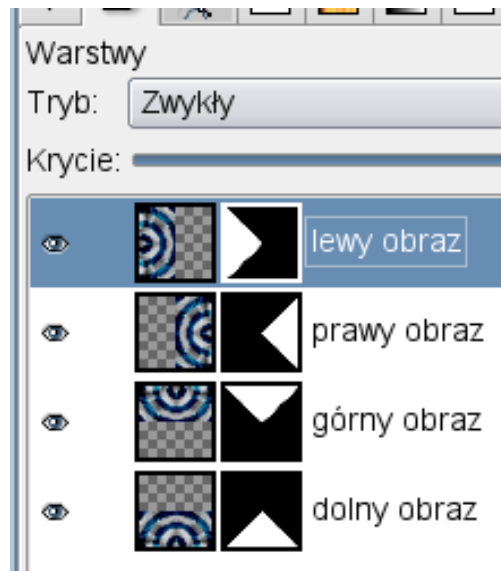 Warstwy
Tryb: Zwykły
Krycie:
lewy obraz
prawy obraz
górny obraz
dolny obraz